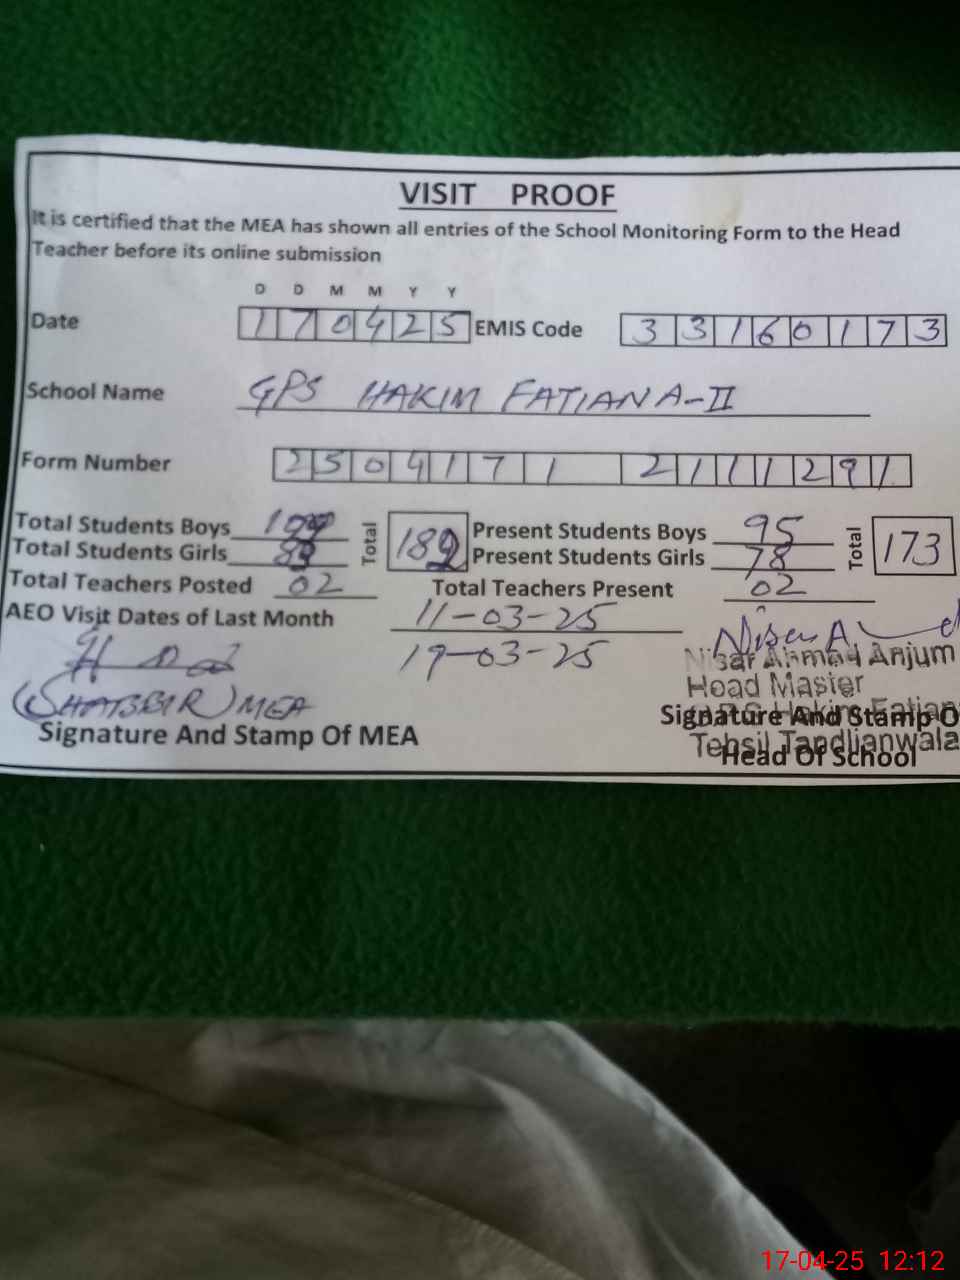 VISIT PROOF
It is certified that the MEA has shown all entries of the School Monitoring Form to the Head
Teacher before its online submission
D D M M Y Y
Date 1 7 0 4 2 5 EMIS Code 3 3 1 6 0 1 7 3
School Name GPS HAKIM FATIANA-II
Form Number 2 5 0 4 1 7 1 2 1 1 1 2 9 1
Total Students Boys Total Present Students Boys 95 Total 173
Total Students Girls Present Students Girls 78
Total Teachers Posted 02 Total Teachers Present 02
AEO Visit Dates of Last Month 11-03-25
19-03-25
Nisar Ahmad Anjum
Head Master
MEA
Signature And Stamp Of MEA
Signature And Stamp O
Tehsil Tandlianwala
Head Of School
17-04-25 12:12